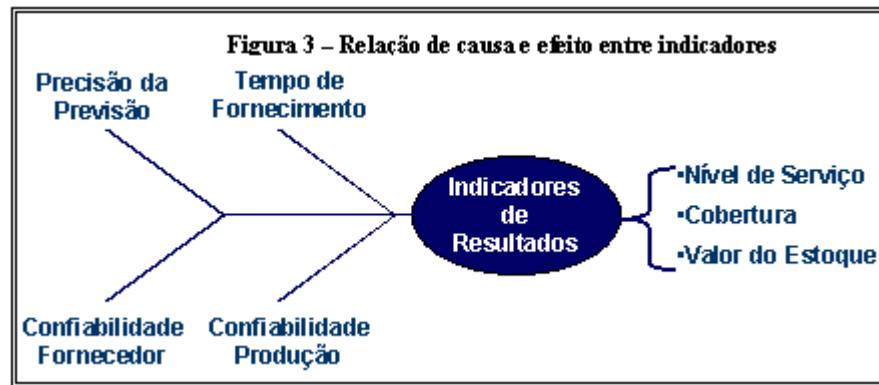 Figura 3 – Relação de causa e efeito entre indicadores
Precisão da
Previsão
Tempo de
Fornecimento
Indicadores
de
Resultados
•Nível de Serviço
•Cobertura
•Valor do Estoque
Confiabilidade
Fornecedor
Confiabilidade
Produção